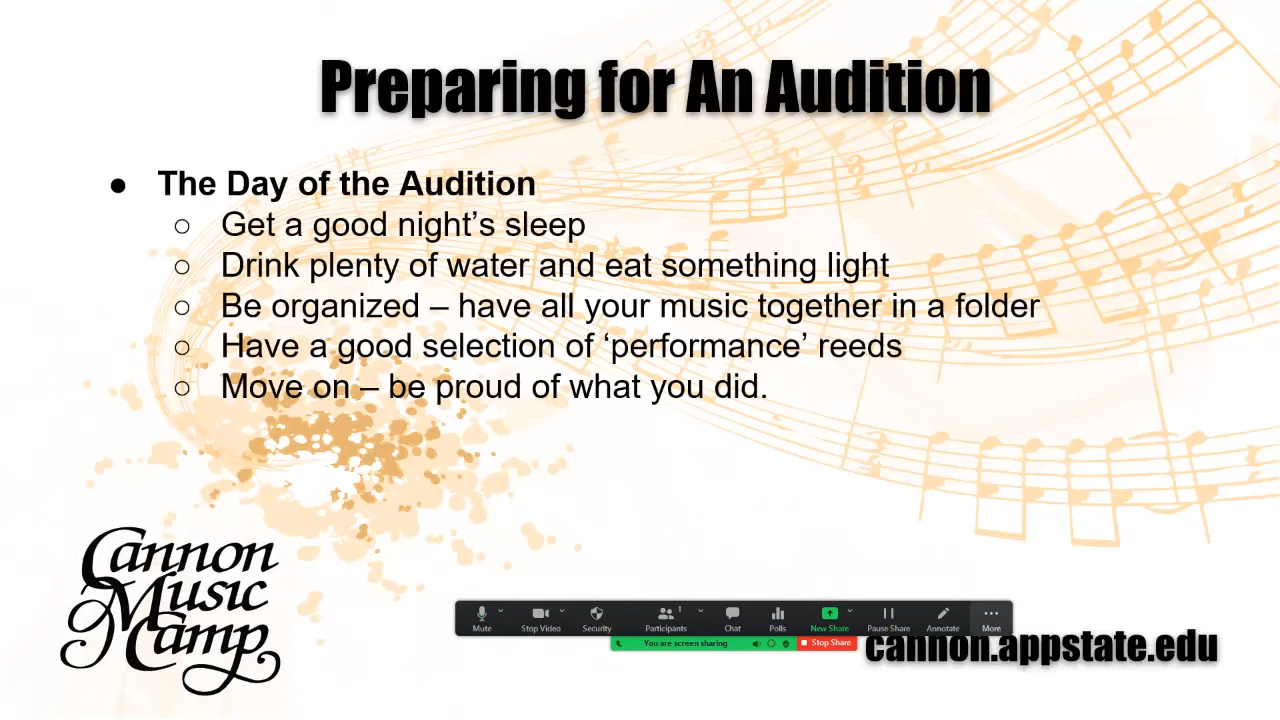 Preparing for An Audition
● The Day of the Audition
○ Get a good night’s sleep
○ Drink plenty of water and eat something light
○ Be organized – have all your music together in a folder
○ Have a good selection of ‘performance’ reeds
○ Move on – be proud of what you did.
Cannon
Music
Camp
1
Mute Stop Video Security Participants Chat Polls New Share Pause Share Annotate More
You are screen sharing Stop Share
cannon.appstate.edu